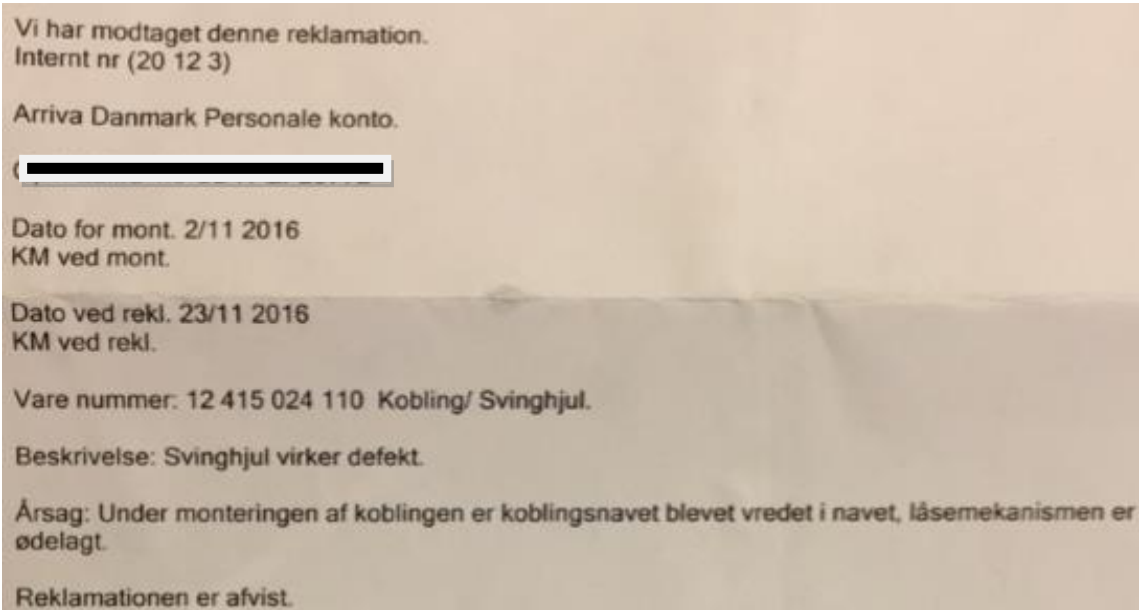 Vi har modtaget denne reklamation.
Internt nr (20 12 3)
Arriva Danmark Personale konto.
Dato for mont. 2/11 2016
KM ved mont.
Dato ved rekl. 23/11 2016
KM ved rekl.
Vare nummer: 12 415 024 110 Kobling/ Svinghjul.
Beskrivelse: Svinghjul virker defekt.
Årsag: Under monteringen af koblingen er koblingsnavet blevet vredet i navet, låsemekanismen er
ødelagt.
Reklamationen er afvist.